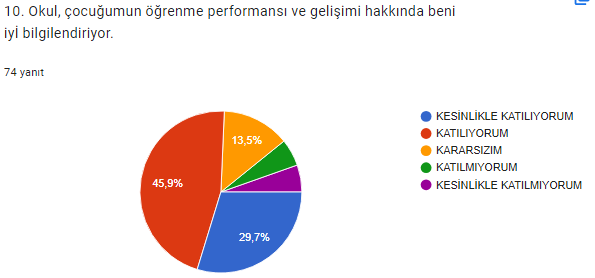 10. Okul, çocuğumun öğrenme performansı ve gelişimi hakkında beni
iyİ bilgilendiriyor.
74 yanıt
KESİNLİKLE KATILIYORUM
KATILIYORUM
KARARSIZIM
KATILMIYORUM
KESİNLİKLE KATILMIYORUM
13,5%
45,9%
29,7%